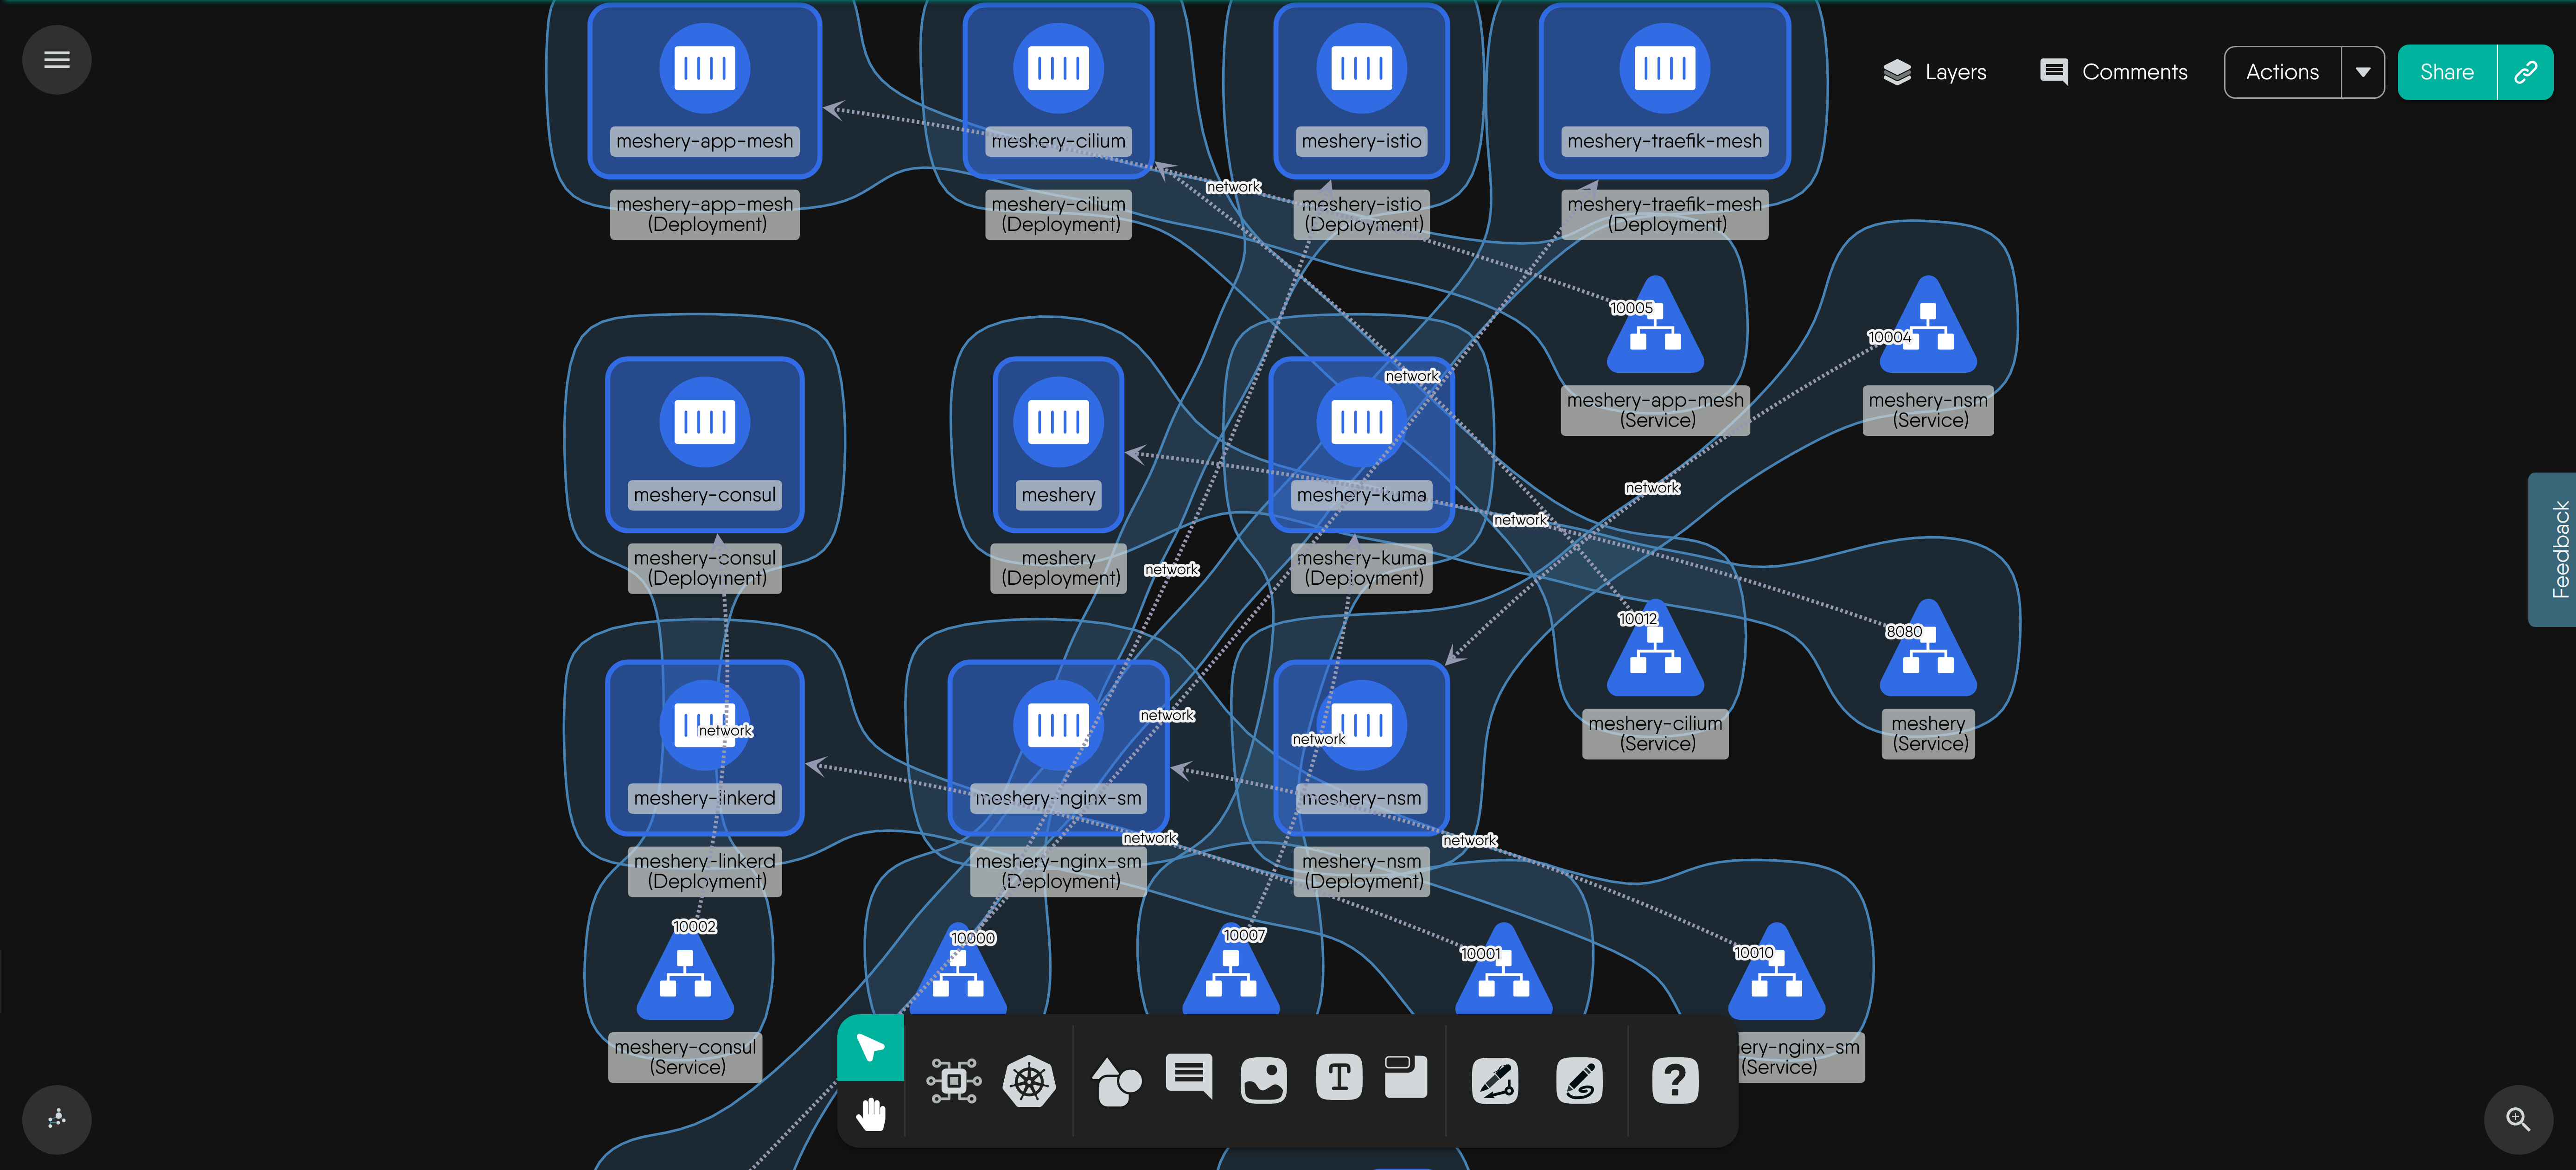 meshery-app-mesh
meshery-cilium
meshery-istio
meshery-traefik-mesh
Layers
Comments
Actions
Share
meshery-app-mesh
(Deployment)
meshery-cilium
(Deployment)
meshery-istio
(Deployment)
meshery-traefik-mesh
(Deployment)
network
10005
10004
meshery-app-mesh
(Service)
meshery-nsm
(Service)
network
network
network
meshery-consul
meshery
meshery-kuma
meshery-consul
(Deployment)
meshery
(Deployment)
meshery-kuma
(Deployment)
network
Feedback
10012
8080
meshery-cilium
(Service)
meshery
(Service)
network
network
network
meshery-linkerd
meshery-nginx-sm
meshery-nsm
network
network
meshery-linkerd
(Deployment)
meshery-nginx-sm
(Deployment)
meshery-nsm
(Deployment)
10002
10000
10007
10001
10010
meshery-consul
(Service)
ery-nginx-sm
(Service)
T
?